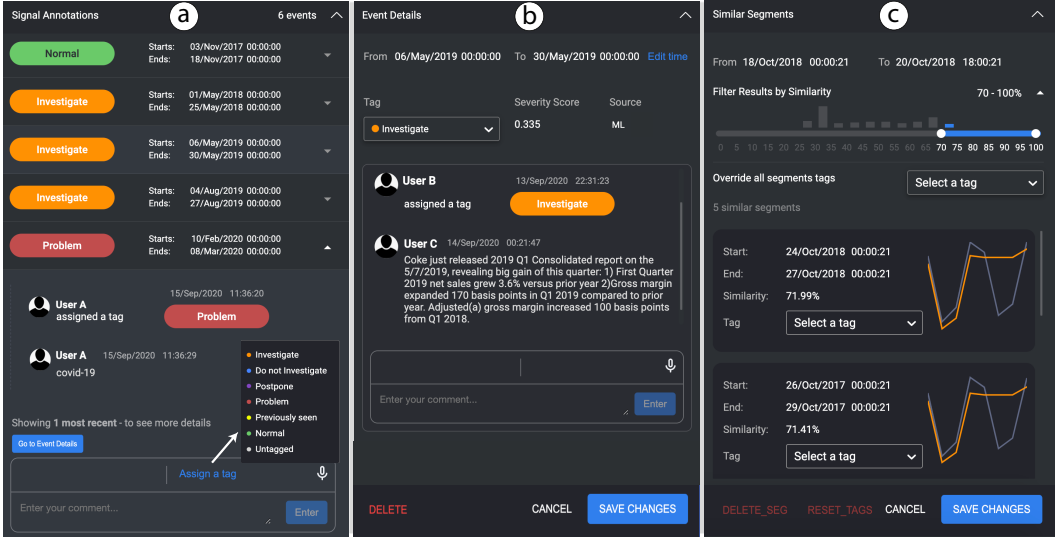 Signal Annotations a 6 events
Normal Starts: 03/Nov/2017 00:00:00
Ends: 18/Nov/2017 00:00:00
Investigate Starts: 01/May/2018 00:00:00
Ends: 25/May/2018 00:00:00
Investigate Starts: 06/May/2019 00:00:00
Ends: 30/May/2019 00:00:00
Investigate Starts: 04/Aug/2019 00:00:00
Ends: 27/Aug/2019 00:00:00
Problem Starts: 10/Feb/2020 00:00:00
Ends: 08/Mar/2020 00:00:00
15/Sep/2020 11:36:20
User A
assigned a tag Problem
User A 15/Sep/2020 11:36:29
covid-19
Investigate
Do not Investigate
Postpone
Problem
Previously seen
Normal
Untagged
Showing 1 most recent - to see more details
Go to Event Details
Assign a tag
Enter your comment...
Enter
Event Details b
From 06/May/2019 00:00:00 To 30/May/2019 00:00:00 Edit time
Tag Severity Score Source
Investigate 0.335 ML
User B 13/Sep/2020 22:31:23
assigned a tag Investigate
User C 14/Sep/2020 00:21:47
Coke just released 2019 Q1 Consolidated report on the
5/7/2019, revealing big gain of this quarter: 1) First Quarter
2019 net sales grew 3.6% versus prior year 2)Gross margin
expanded 170 basis points in Q1 2019 compared to prior
year. Adjusted(a) gross margin increased 100 basis points
from Q1 2018.
Enter your comment...
Enter
DELETE CANCEL SAVE CHANGES
Similar Segments c
From 18/Oct/2018 00:00:21 To 20/Oct/2018 18:00:21
Filter Results by Similarity 70 - 100%
0 5 10 15 20 25 30 35 40 45 50 55 60 65 70 75 80 85 90 95 100
Override all segments tags Select a tag
5 similar segments
Start: 24/Oct/2018 00:00:21
End: 27/Oct/2018 00:00:21
Similarity: 71.99%
Tag Select a tag
Start: 26/Oct/2017 00:00:21
End: 29/Oct/2017 00:00:21
Similarity: 71.41%
Tag Select a tag
DELETE_SEG RESET_TAGS CANCEL SAVE CHANGES